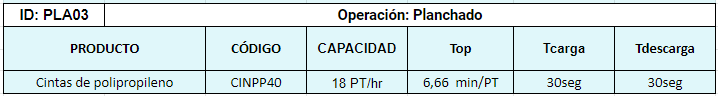 ID: PLA03 Operación: Planchado
PRODUCTO CÓDIGO CAPACIDAD Top Tcarga Tdescarga
Cintas de polipropileno CINPP40 18 PT/hr 6,66 min/PT 30seg 30seg